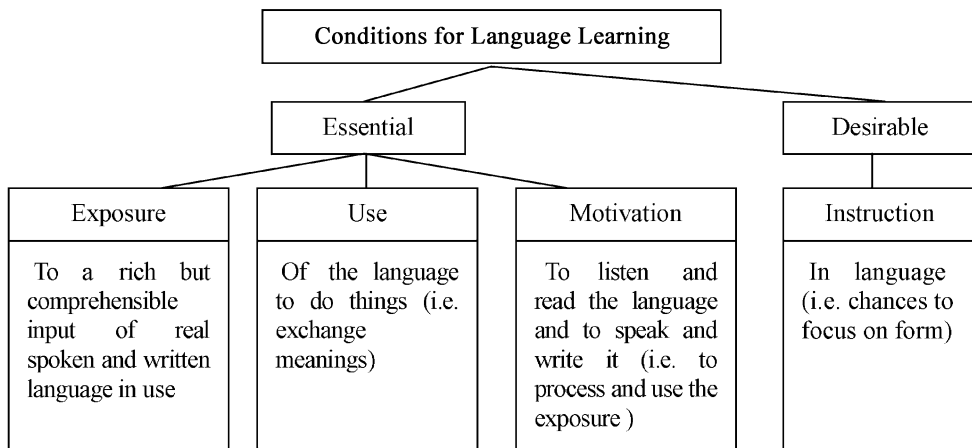 Conditions for Language Learning
Essential
Desirable
Exposure
To a rich but
comprehensible
input of real
spoken and written
language in use
Use
Of the language
to do things (i.e.
exchange
meanings)
Motivation
To listen and
read the language
and to speak and
write it (i.e. to
process and use the
exposure )
Instruction
In language
(i.e. chances to
focus on form)